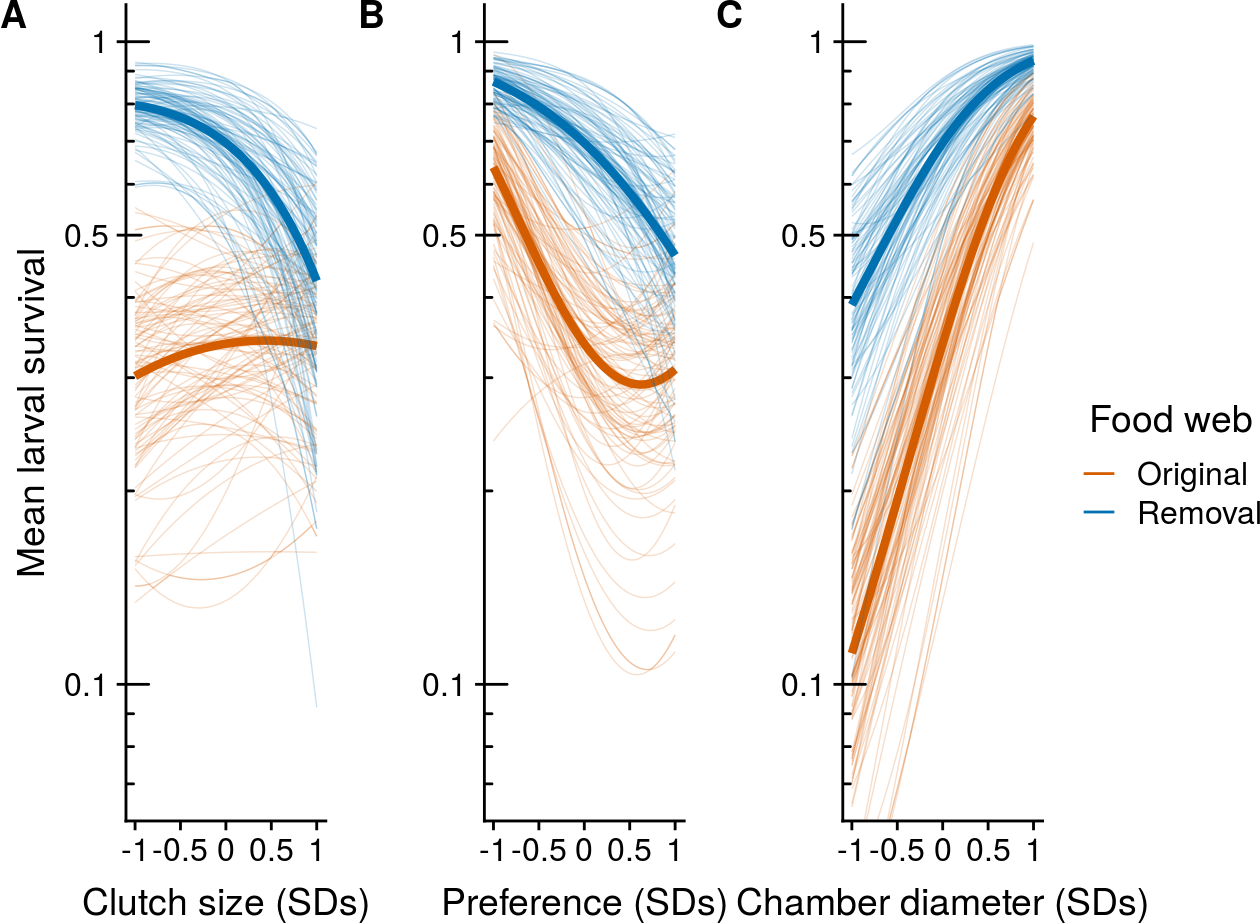 A
B
C
Mean larval survival
1
0.5
0.1
1
0.5
0.1
1
0.5
0.1
-1 -0.5 0 0.5 1
-1 -0.5 0 0.5 1
-1 -0.5 0 0.5 1
Clutch size (SDs)
Preference (SDs)
Chamber diameter (SDs)
Food web
Original
Removal